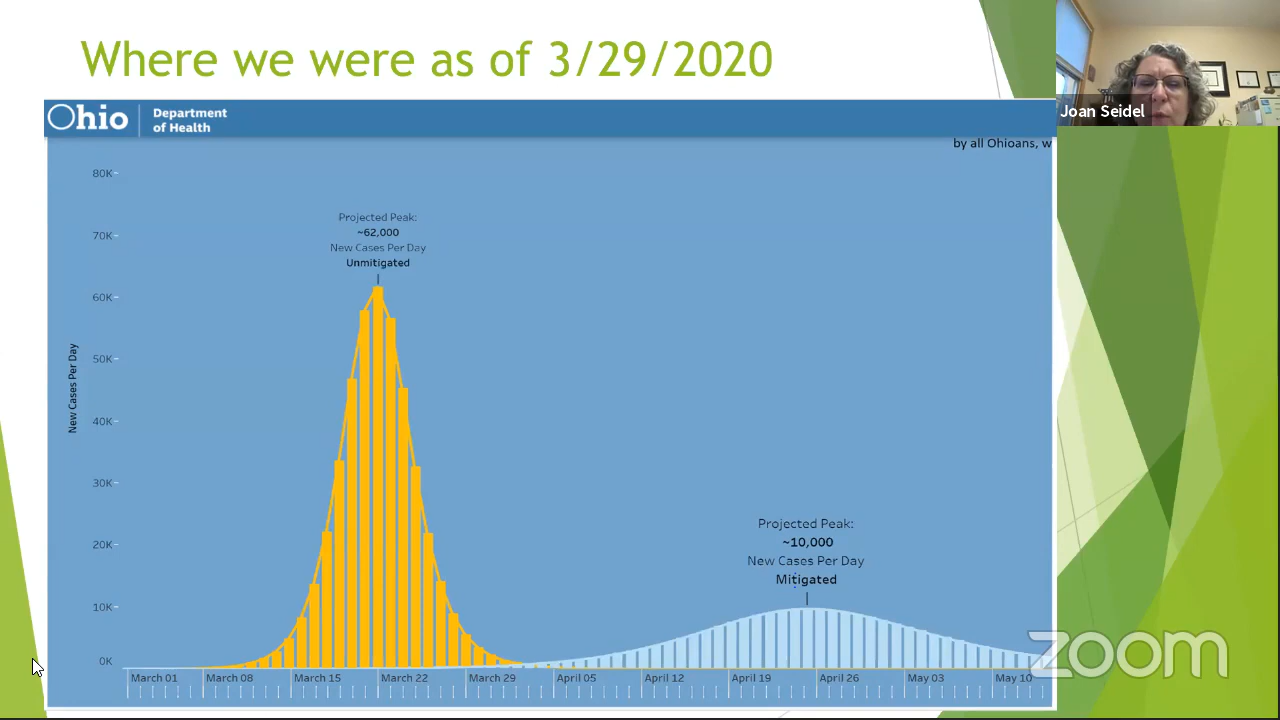 Where we were as of 3/29/2020
Joan Seidel
Ohio
Department
of Health
by all Ohioans, w
80K
70K
60K
50K
40K
30K
20K
10K
0K
New Cases Per Day
Projected Peak:
~62,000
New Cases Per Day
Unmitigated
Projected Peak:
~10,000
New Cases Per Day
Mitigated
March 01
March 08
March 15
March 22
March 29
April 05
April 12
April 19
April 26
May 03
May 10
zoom